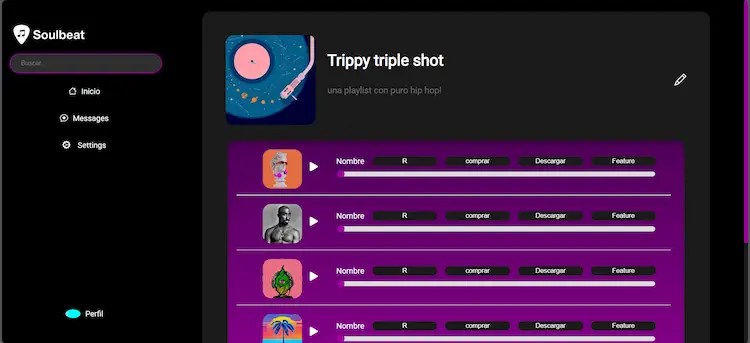 Soulbeat
Buscar..
Inicio
Messages
Settings
Perfil
Trippy triple shot
una playlist con puro hip hop!
Nombre R comprar Descargar Feature
Nombre R comprar Descargar Feature
Nombre R comprar Descargar Feature
Nombre R comprar Descargar Feature